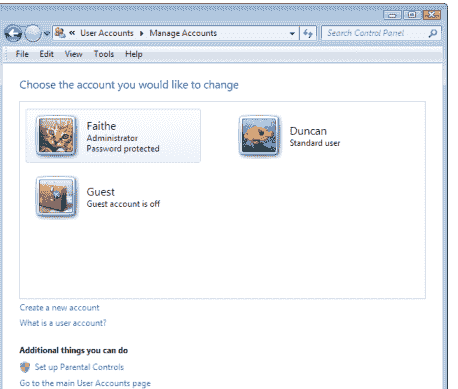 « User Accounts ▸ Manage Accounts Search Control Panel
File Edit View Tools Help
Choose the account you would like to change
Faithe
Administrator
Password protected
Duncan
Standard user
Guest
Guest account is off
Create a new account
What is a user account?
Additional things you can do
Set up Parental Controls
Go to the main User Accounts page